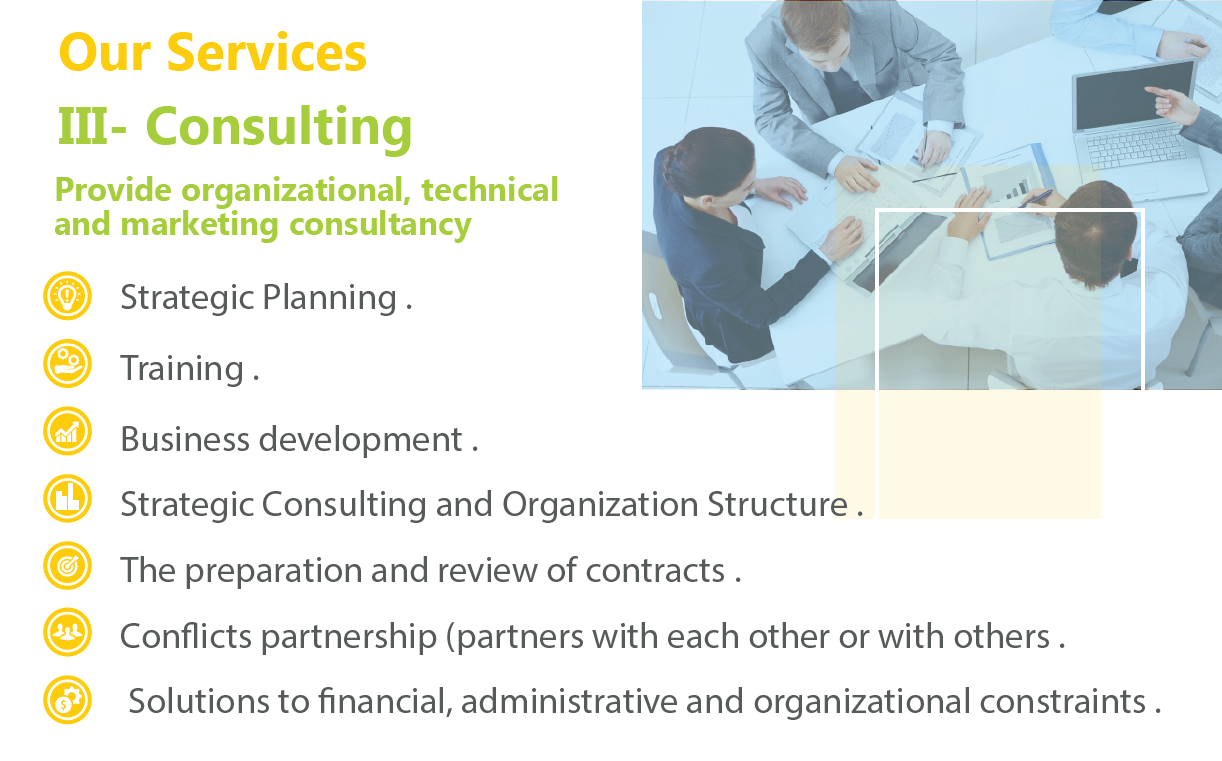 Our Services
III- Consulting
Provide organizational, technical
and marketing consultancy
Strategic Planning .
Training .
Business development .
Strategic Consulting and Organization Structure .
The preparation and review of contracts .
Conflicts partnership (partners with each other or with others .
Solutions to financial, administrative and organizational constraints .